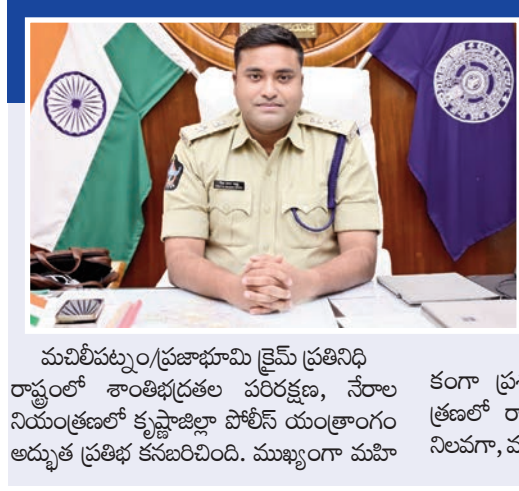 మచిలీపట్నం/ప్రజాభూమి క్రైమ్ ప్రతినిధి
రాష్ట్రంలో శాంతిభద్రతల పరిరక్షణ, నేరాల
నియంత్రణలో కృష్ణాజిల్లా పోలీస్ యంత్రాంగం
అద్భుత ప్రతిభ కనబరిచింది. ముఖ్యంగా మహి
కంగా
త్రణలో
నిలవగా,